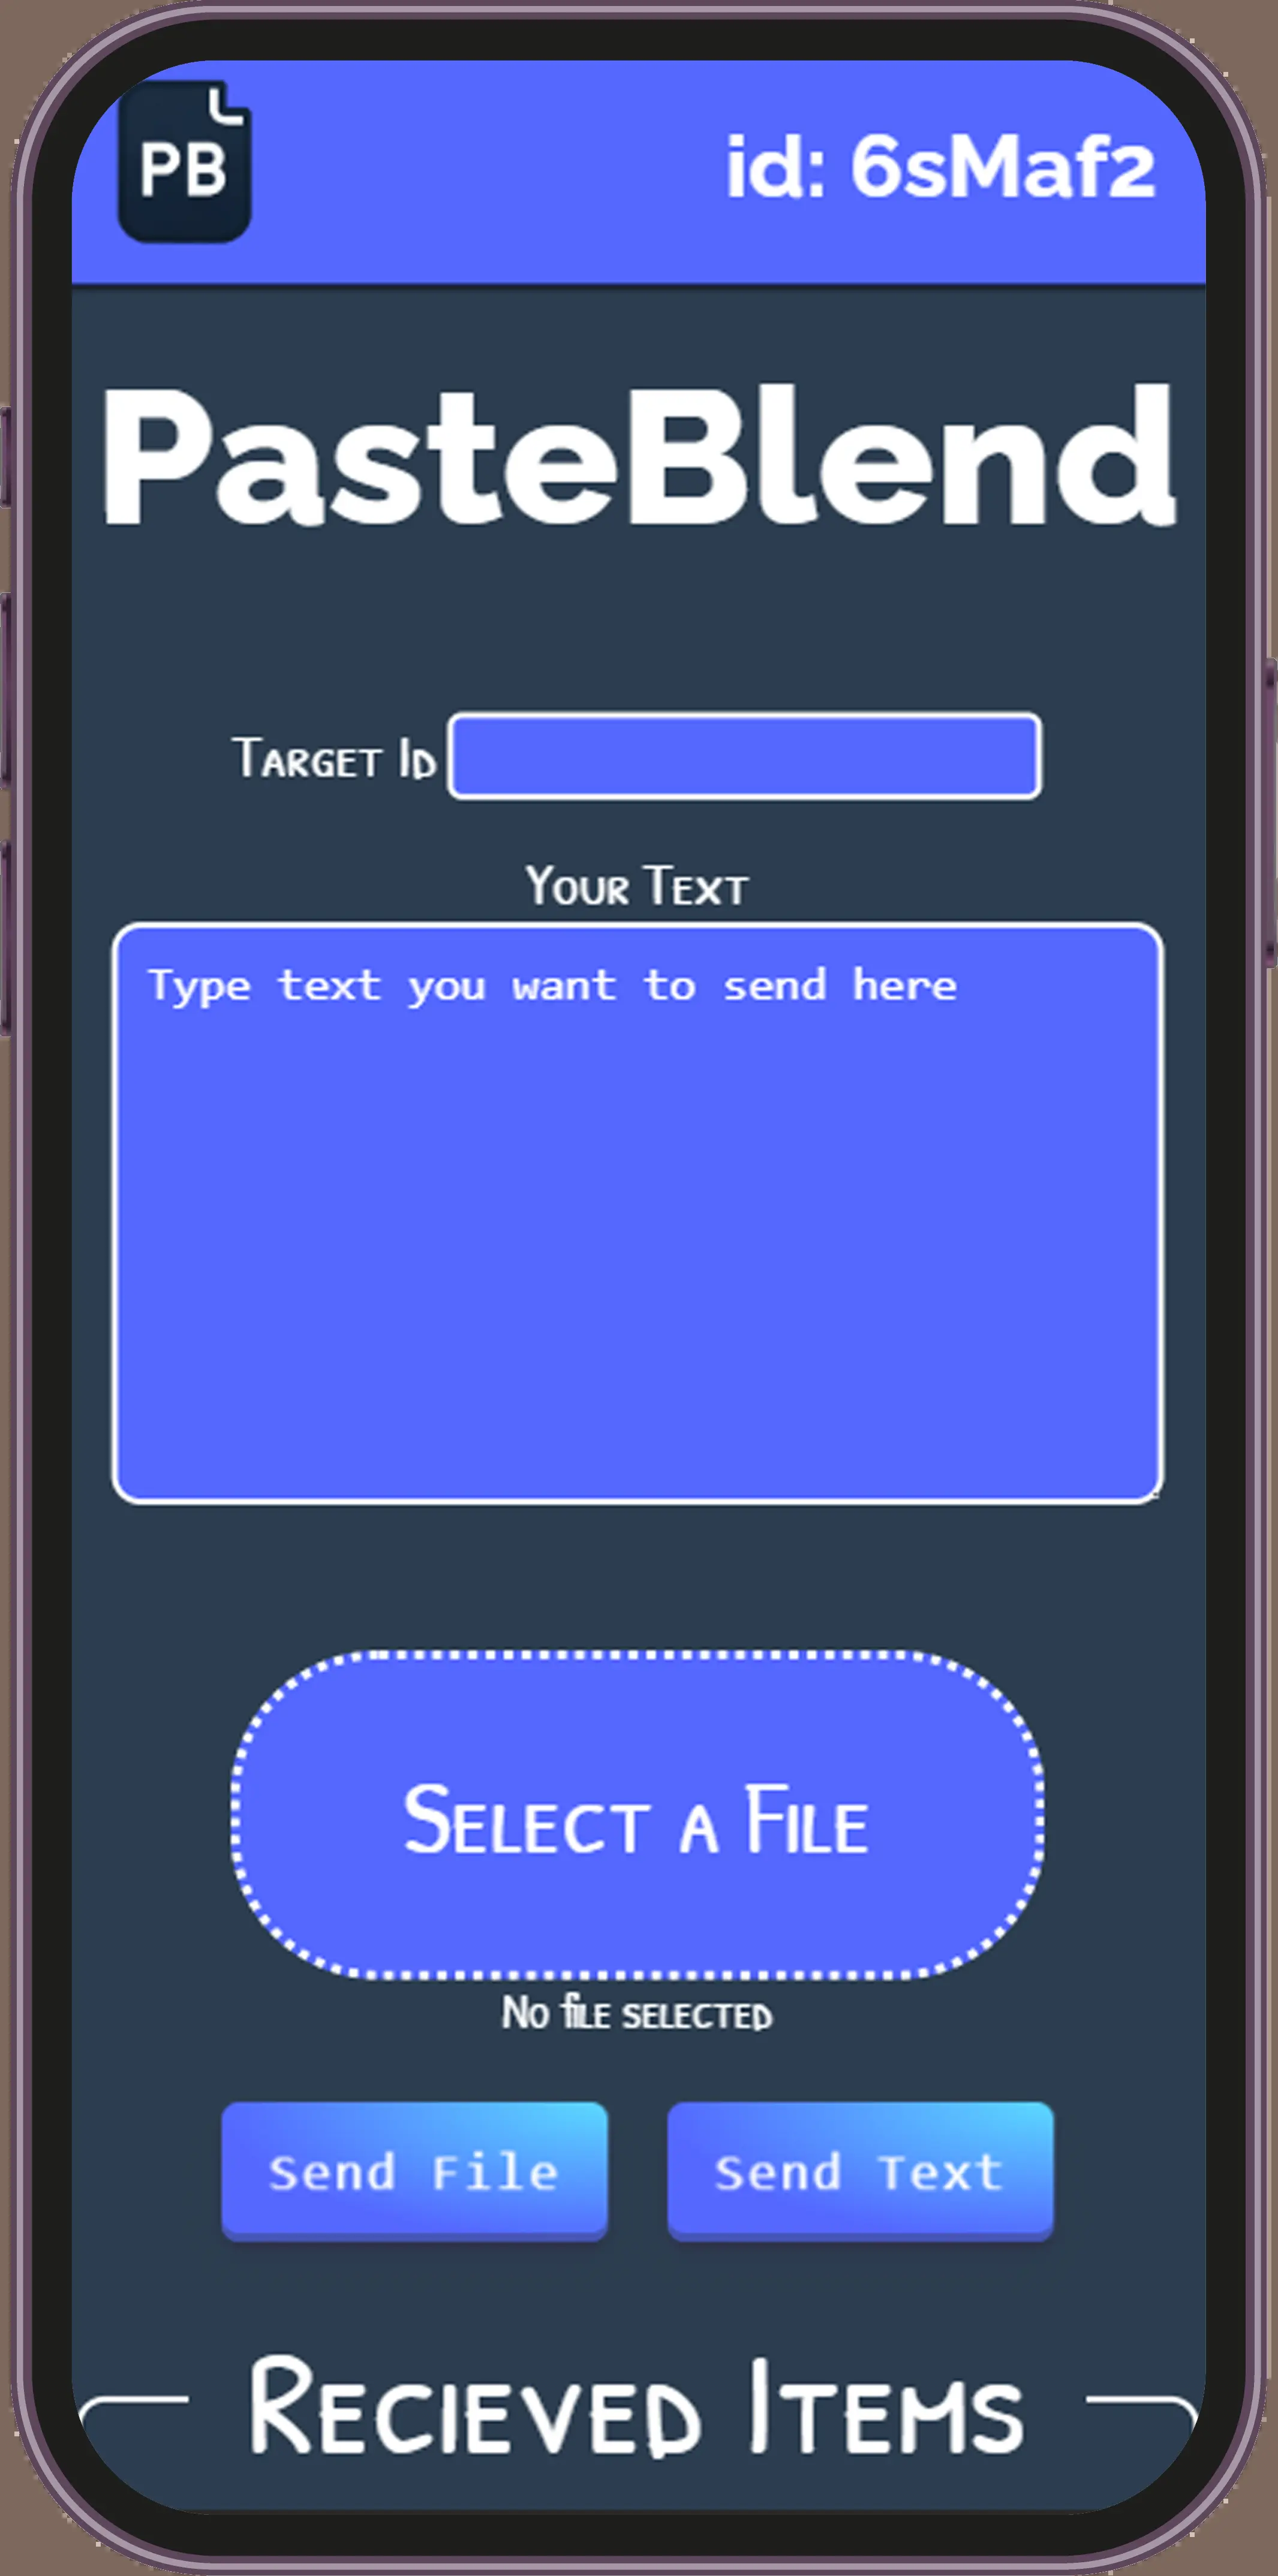 PB
id: 6sMaf2
PasteBlend
Target Id
Your Text
Type text you want to send here
Select a File
No file selected
Send File
Send Text
Recieved Items